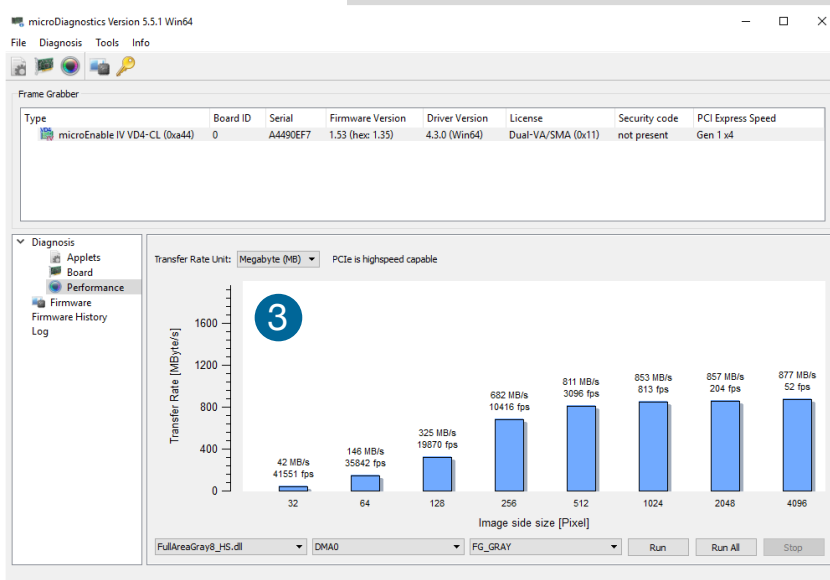 microDiagnostics Version 5.5.1 Win64
File Diagnosis Tools Info
Frame Grabber
Type Board ID Serial Firmware Version Driver Version License Security code PCI Express Speed
microEnable IV VD4-CL (0xa44) 0 A4490EF7 1.53 (hex: 1.35) 4.3.0 (Win64) Dual-VA/SMA (0x11) not present Gen 1 x4
Diagnosis
Applets
Board
Performance
Firmware
Firmware History
Log
Transfer Rate Unit: Megabyte (MB) PCIe is highspeed capable
3
Transfer Rate [MByte/s]
1600
1200
800
400
0
42 MB/s
41551 fps
146 MB/s
35842 fps
325 MB/s
19870 fps
682 MB/s
10416 fps
811 MB/s
3096 fps
853 MB/s
813 fps
857 MB/s
204 fps
877 MB/s
52 fps
32 64 128 256 512 1024 2048 4096
Image side size [Pixel]
FullAreaGray8_HS.dll DMA0 FG_GRAY Run Run All Stop